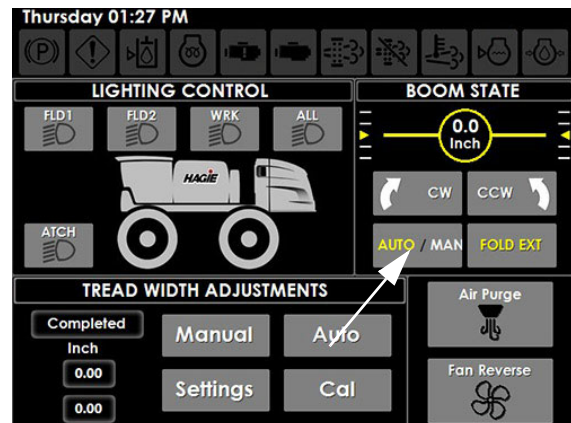 Thursday 01:27 PM
(P)
LIGHTING CONTROL
FLD1 FLD2 WRK ALL
HAGIE
ATCH
BOOM STATE
0.0
Inch
CW CCW
AUTO / MAN FOLD EXT
TREAD WIDTH ADJUSTMENTS
Completed
Inch
0.00
0.00
Manual Auto
Settings Cal
Air Purge
Fan Reverse